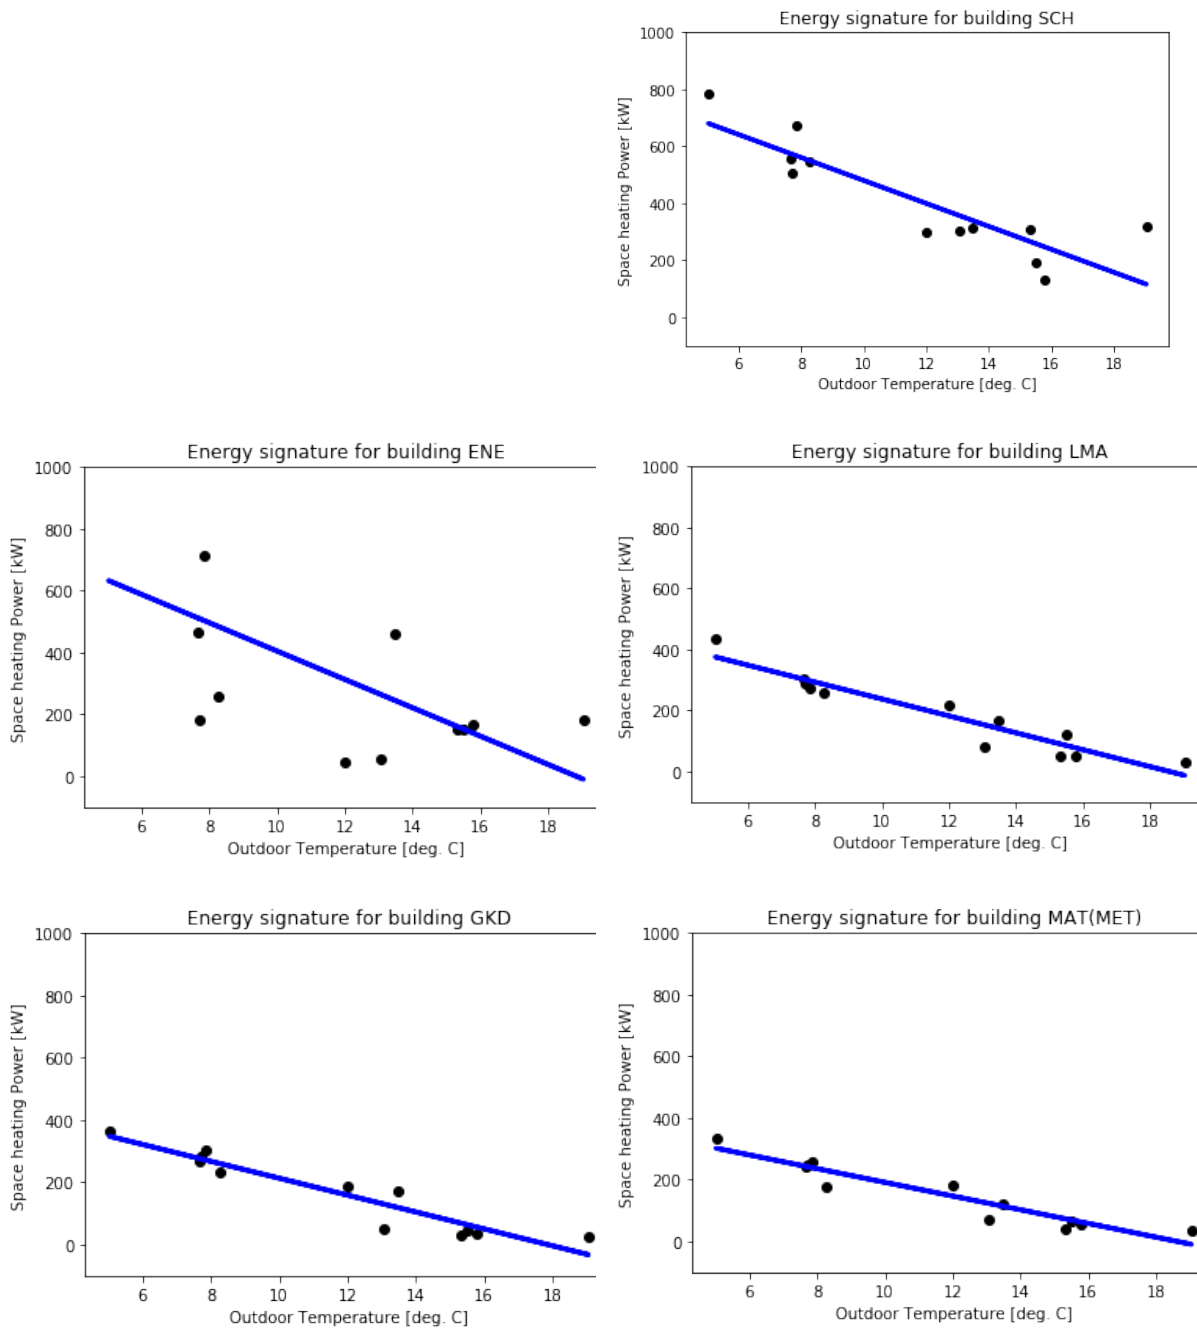 Energy signature for building SCH
1000
800
600
400
200
0
Space heating Power [kW]
6 8 10 12 14 16 18
Outdoor Temperature [deg. C]
Energy signature for building ENE
1000
800
600
400
200
0
Space heating Power [kW]
6 8 10 12 14 16 18
Outdoor Temperature [deg. C]
Energy signature for building LMA
1000
800
600
400
200
0
Space heating Power [kW]
6 8 10 12 14 16 18
Outdoor Temperature [deg. C]
Energy signature for building GKD
1000
800
600
400
200
0
Space heating Power [kW]
6 8 10 12 14 16 18
Outdoor Temperature [deg. C]
Energy signature for building MAT(MET)
1000
800
600
400
200
0
Space heating Power [kW]
6 8 10 12 14 16 18
Outdoor Temperature [deg. C]